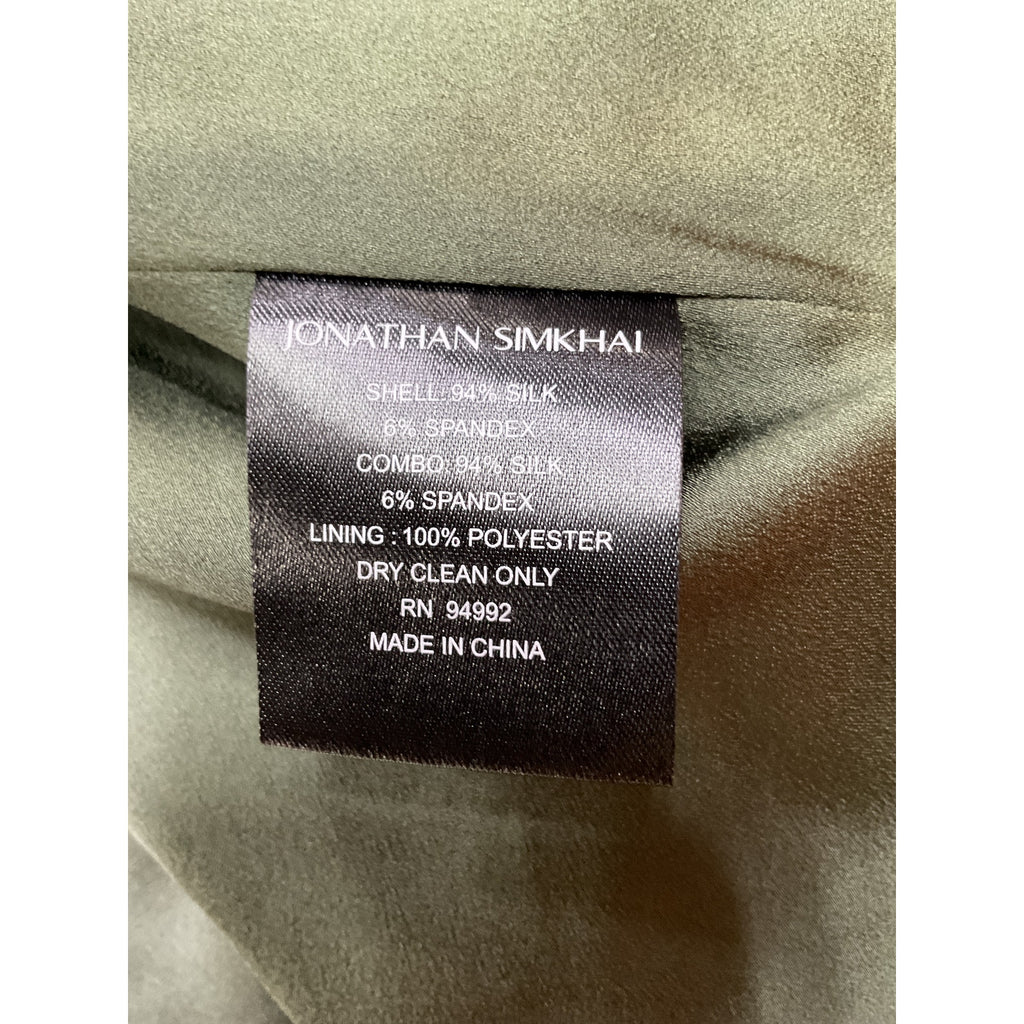 JONATHAN SIMKHAI
SHELL: 94% SILK
6% SPANDEX
COMBO: 94% SILK
6% SPANDEX
LINING : 100% POLYESTER
DRY CLEAN ONLY
RN 94992
MADE IN CHINA